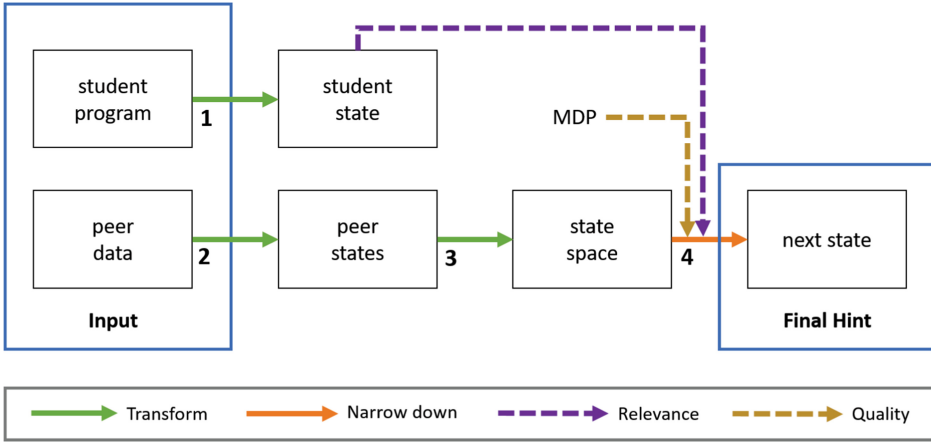 student
program
1
student
state
MDP
peer
data
2
peer
states
3
state
space
4
next state
Input
Final Hint
Transform
Narrow down
Relevance
Quality